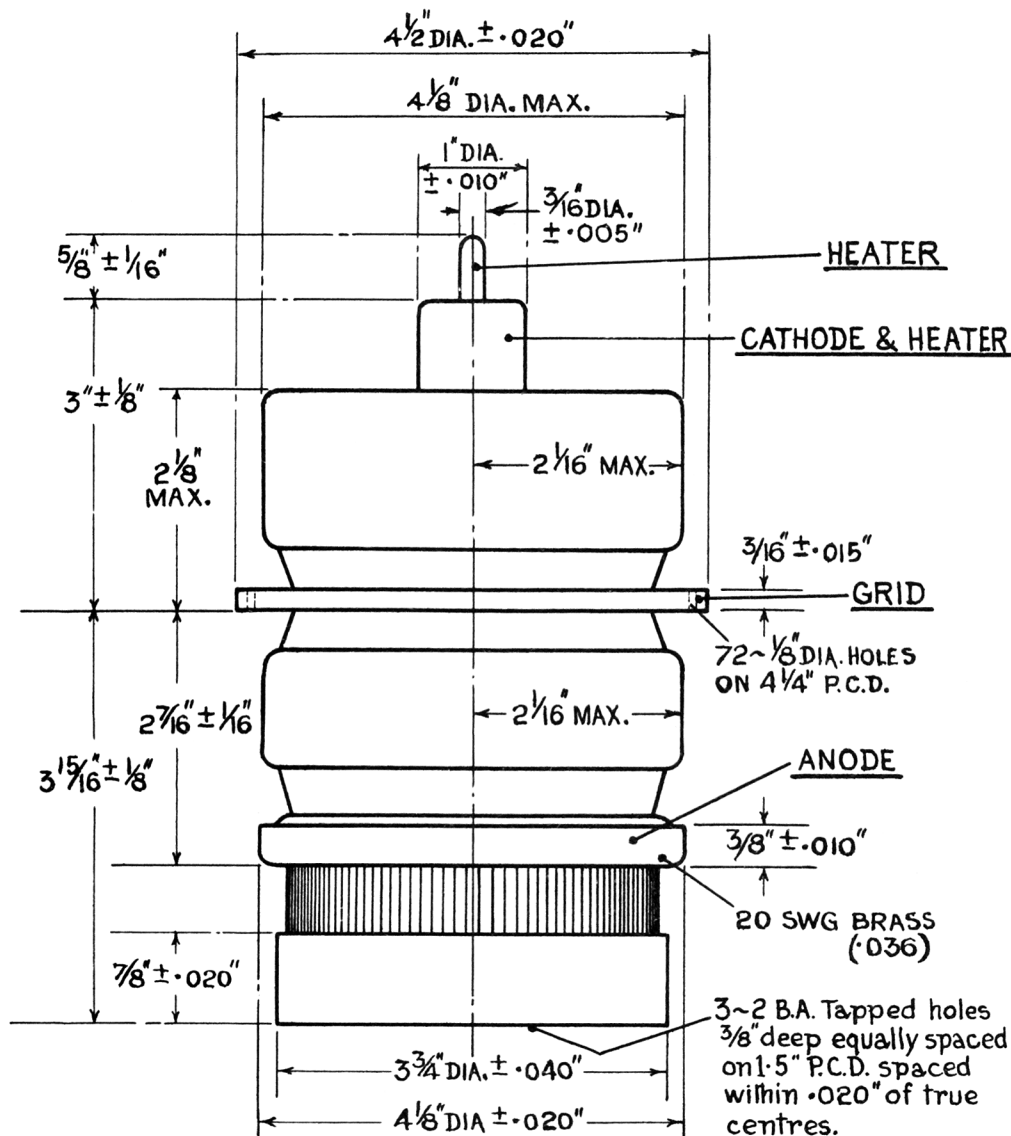 4½" DIA. ± ·020"
4⅛" DIA. MAX.
1" DIA.
± ·010"
3/16" DIA.
± ·005"
5/8" ± 1/16"
HEATER
CATHODE & HEATER
3" ± ⅛"
2⅛"
MAX.
2 1/16" MAX.
3/16" ± ·015"
GRID
72~⅛" DIA. HOLES
ON 4¼" P.C.D.
2 7/16" ± 1/16"
2 1/16" MAX.
3 15/16" ± ⅛"
ANODE
3/8" ± ·010"
20 SWG BRASS
(·036)
7/8" ± ·020"
3~2 B.A. Tapped holes
3/8" deep equally spaced
on 1·5" P.C.D. spaced
within ·020" of true
centres.
3¾" DIA. ± ·040"
4⅛" DIA ± ·020"